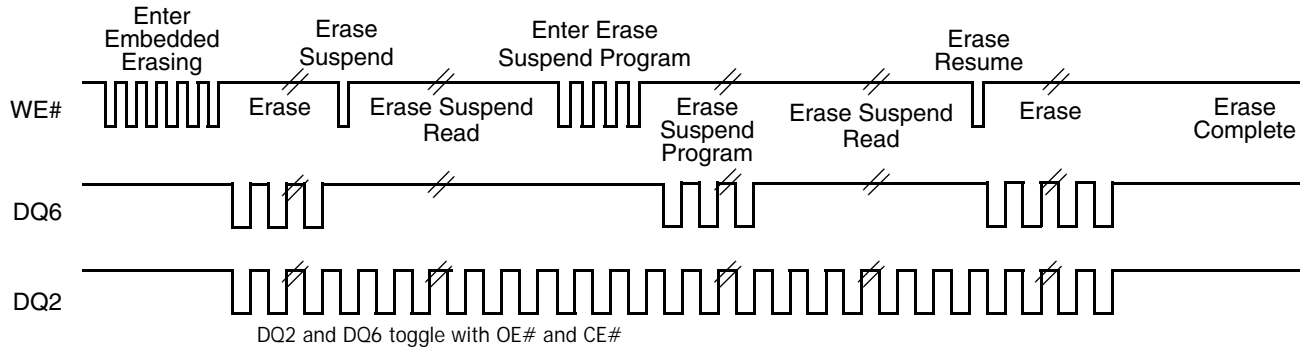 Enter
Embedded
Erasing
Erase
Suspend
Enter Erase
Suspend Program
Erase
Resume
WE#
Erase
Erase Suspend
Read
Erase
Suspend
Program
Erase Suspend
Read
Erase
Erase
Complete
DQ6
DQ2
DQ2 and DQ6 toggle with OE# and CE#